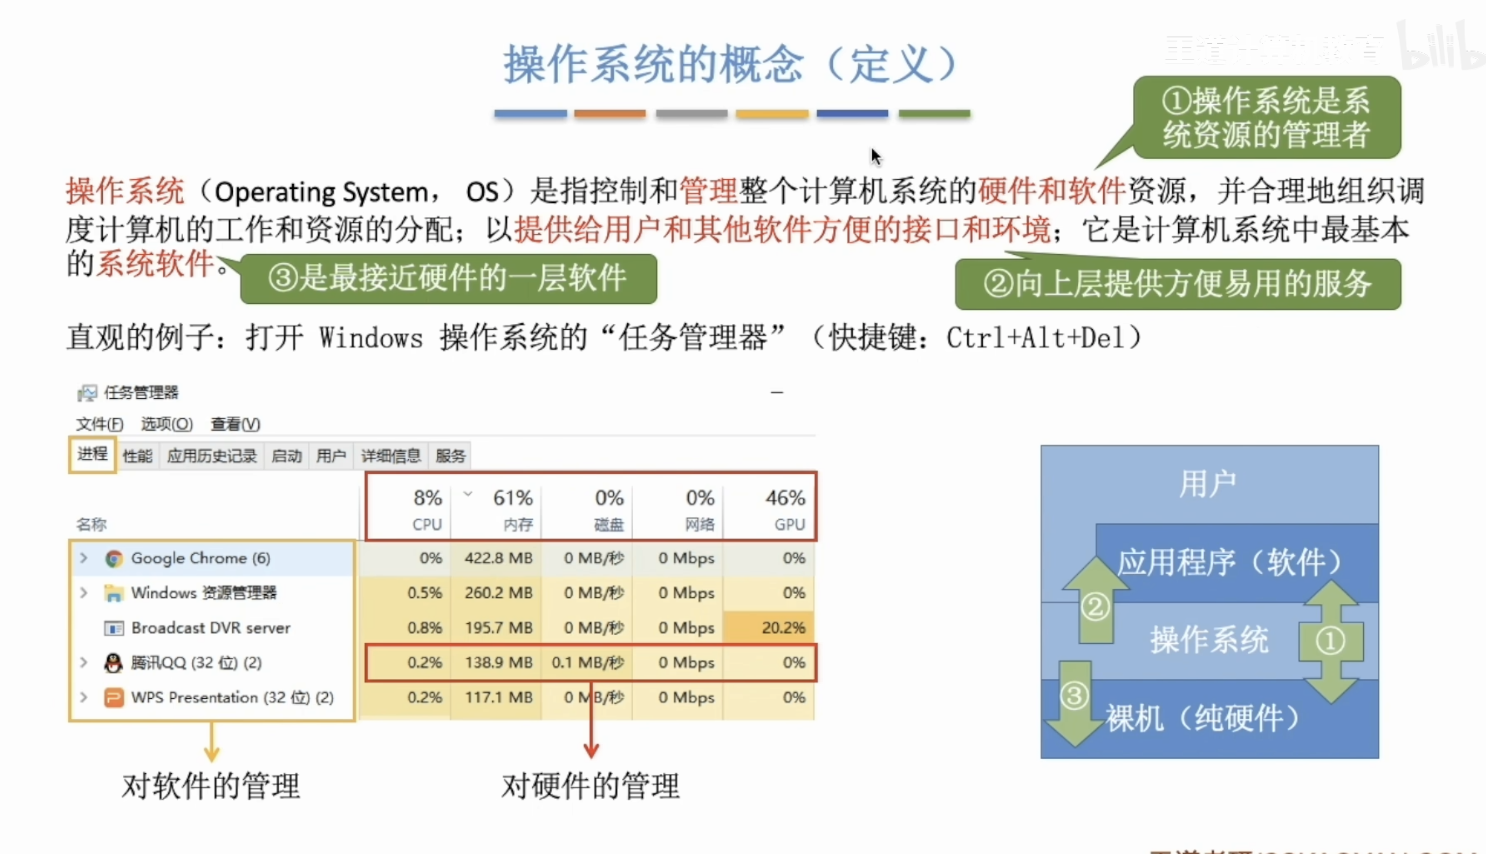 操作系统的概念（定义）
王道计算机教育
bilib
①操作系统是系
统资源的管理者
操作系统（Operating System， OS）是指控制和管理整个计算机系统的硬件和软件资源，并合理地组织调
度计算机的工作和资源的分配；以提供给用户和其他软件方便的接口和环境；它是计算机系统中最基本
的系统软件。
③是最接近硬件的一层软件
②向上层提供方便易用的服务
直观的例子：打开 Windows 操作系统的“任务管理器”（快捷键：Ctrl+Alt+Del）
任务管理器
文件(F) 选项(O) 查看(V)
进程 性能 应用历史记录 启动 用户 详细信息 服务
8% 61% 0% 0% 46%
名称 CPU 内存 磁盘 网络 GPU
Google Chrome (6) 0% 422.8 MB 0 MB/秒 0 Mbps 0%
Windows 资源管理器 0.5% 260.2 MB 0 MB/秒 0 Mbps 0%
Broadcast DVR server 0.8% 195.7 MB 0 MB/秒 0 Mbps 20.2%
腾讯QQ (32 位) (2) 0.2% 138.9 MB 0.1 MB/秒 0 Mbps 0%
WPS Presentation (32 位) (2) 0.2% 117.1 MB 0 MB/秒 0 Mbps 0%
对软件的管理
对硬件的管理
用户
应用程序（软件）
②
操作系统
①
③
裸机（纯硬件）